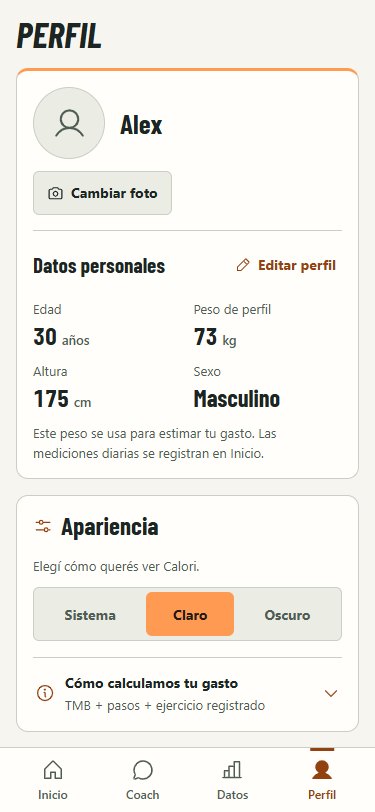 PERFIL
Alex
Cambiar foto
Datos personales
Editar perfil
Edad
Peso de perfil
30 años
73 kg
Altura
Sexo
175 cm
Masculino
Este peso se usa para estimar tu gasto. Las
mediciones diarias se registran en Inicio.
Apariencia
Elegí cómo querés ver Calori.
Sistema
Claro
Oscuro
Cómo calculamos tu gasto
TMB + pasos + ejercicio registrado
Inicio
Coach
Datos
Perfil